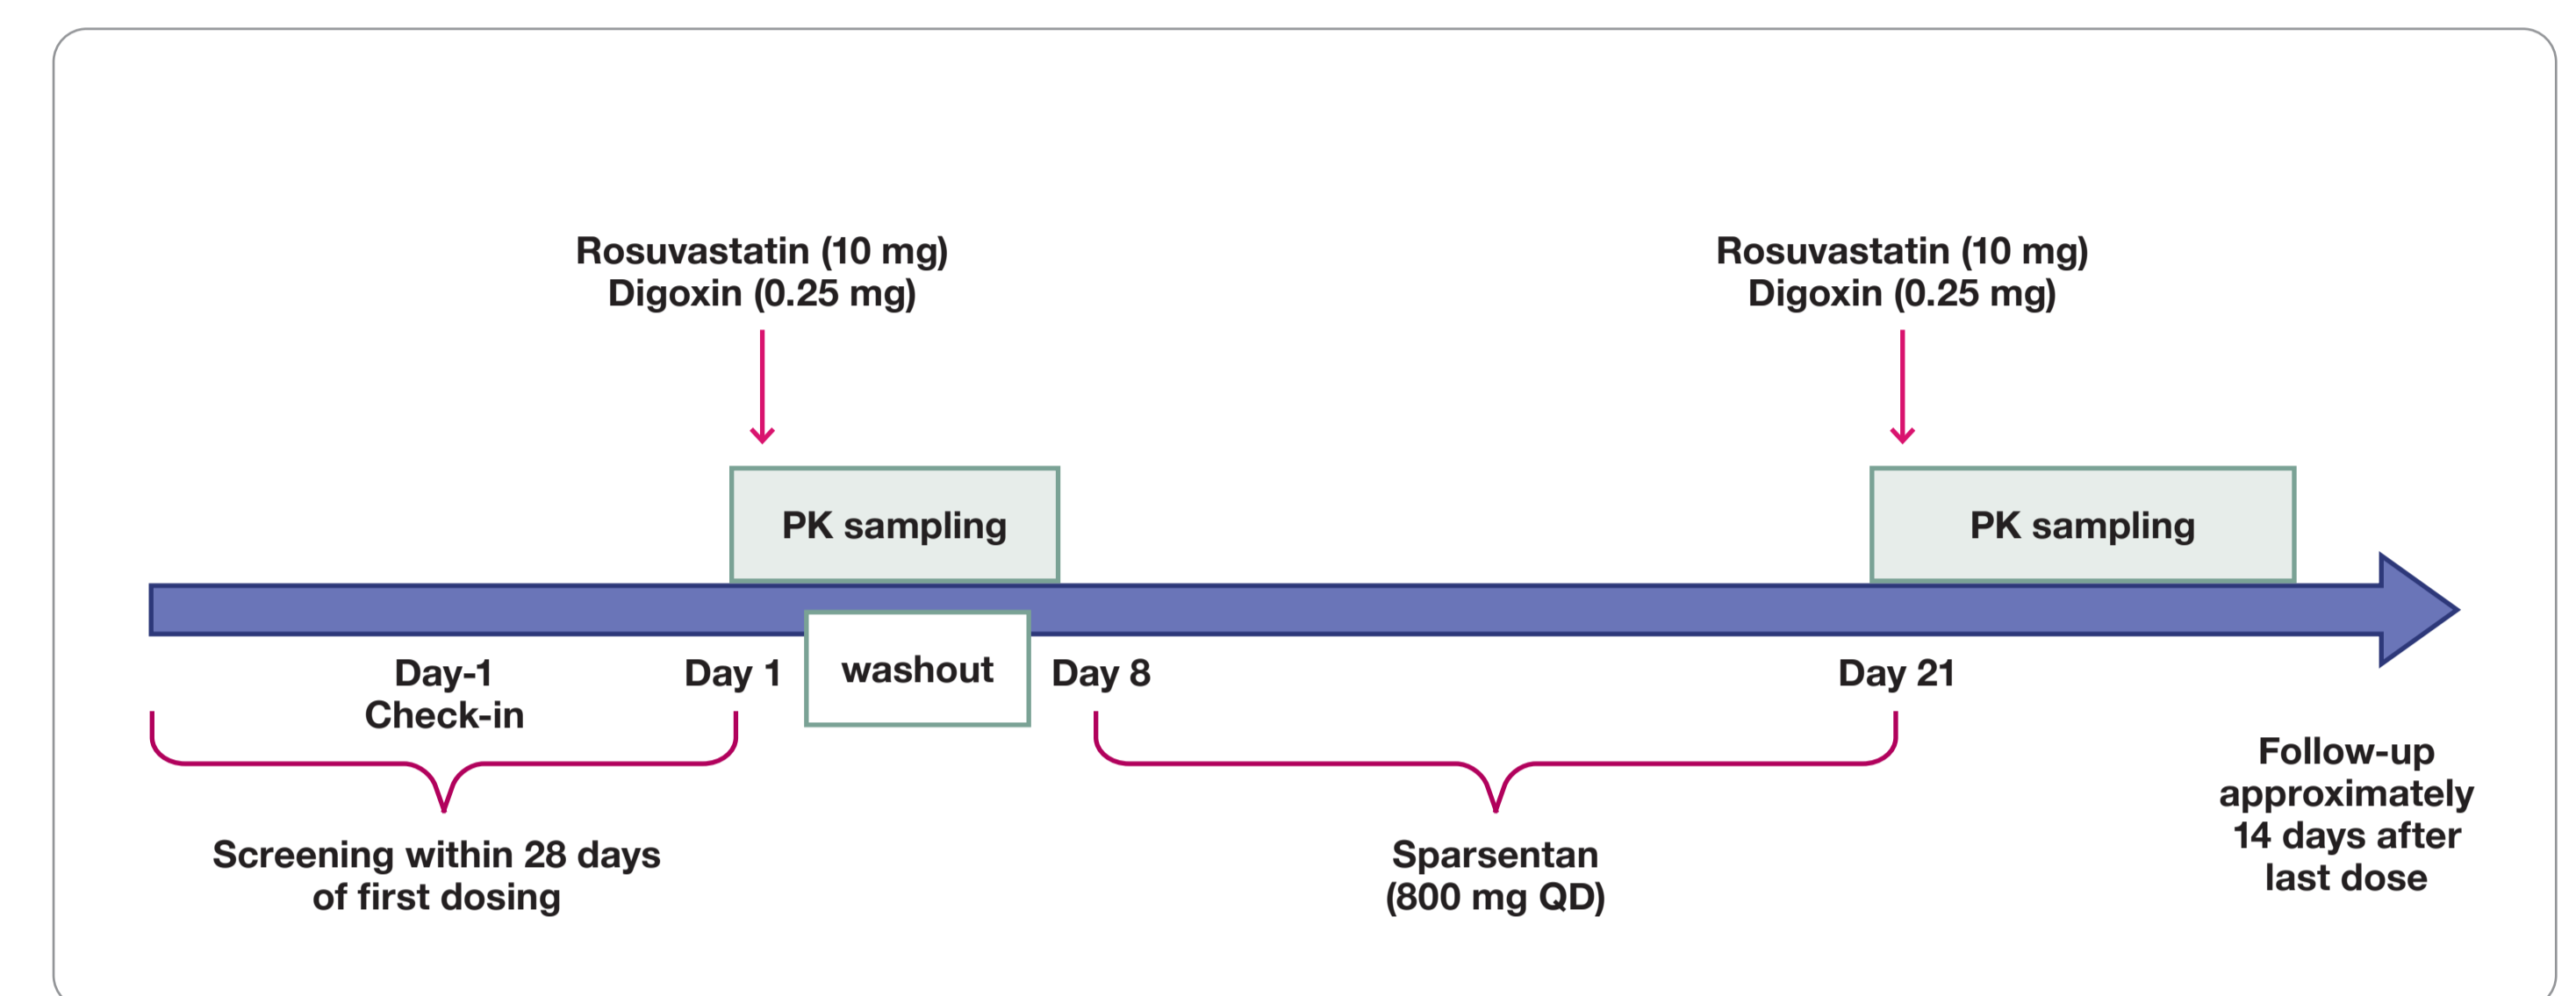 Rosuvastatin (10 mg)
Digoxin (0.25 mg)
Rosuvastatin (10 mg)
Digoxin (0.25 mg)
PK sampling
PK sampling
Day-1
Check-in
Day 1
washout
Day 8
Day 21
Screening within 28 days
of first dosing
Sparsentan
(800 mg QD)
Follow-up
approximately
14 days after
last dose